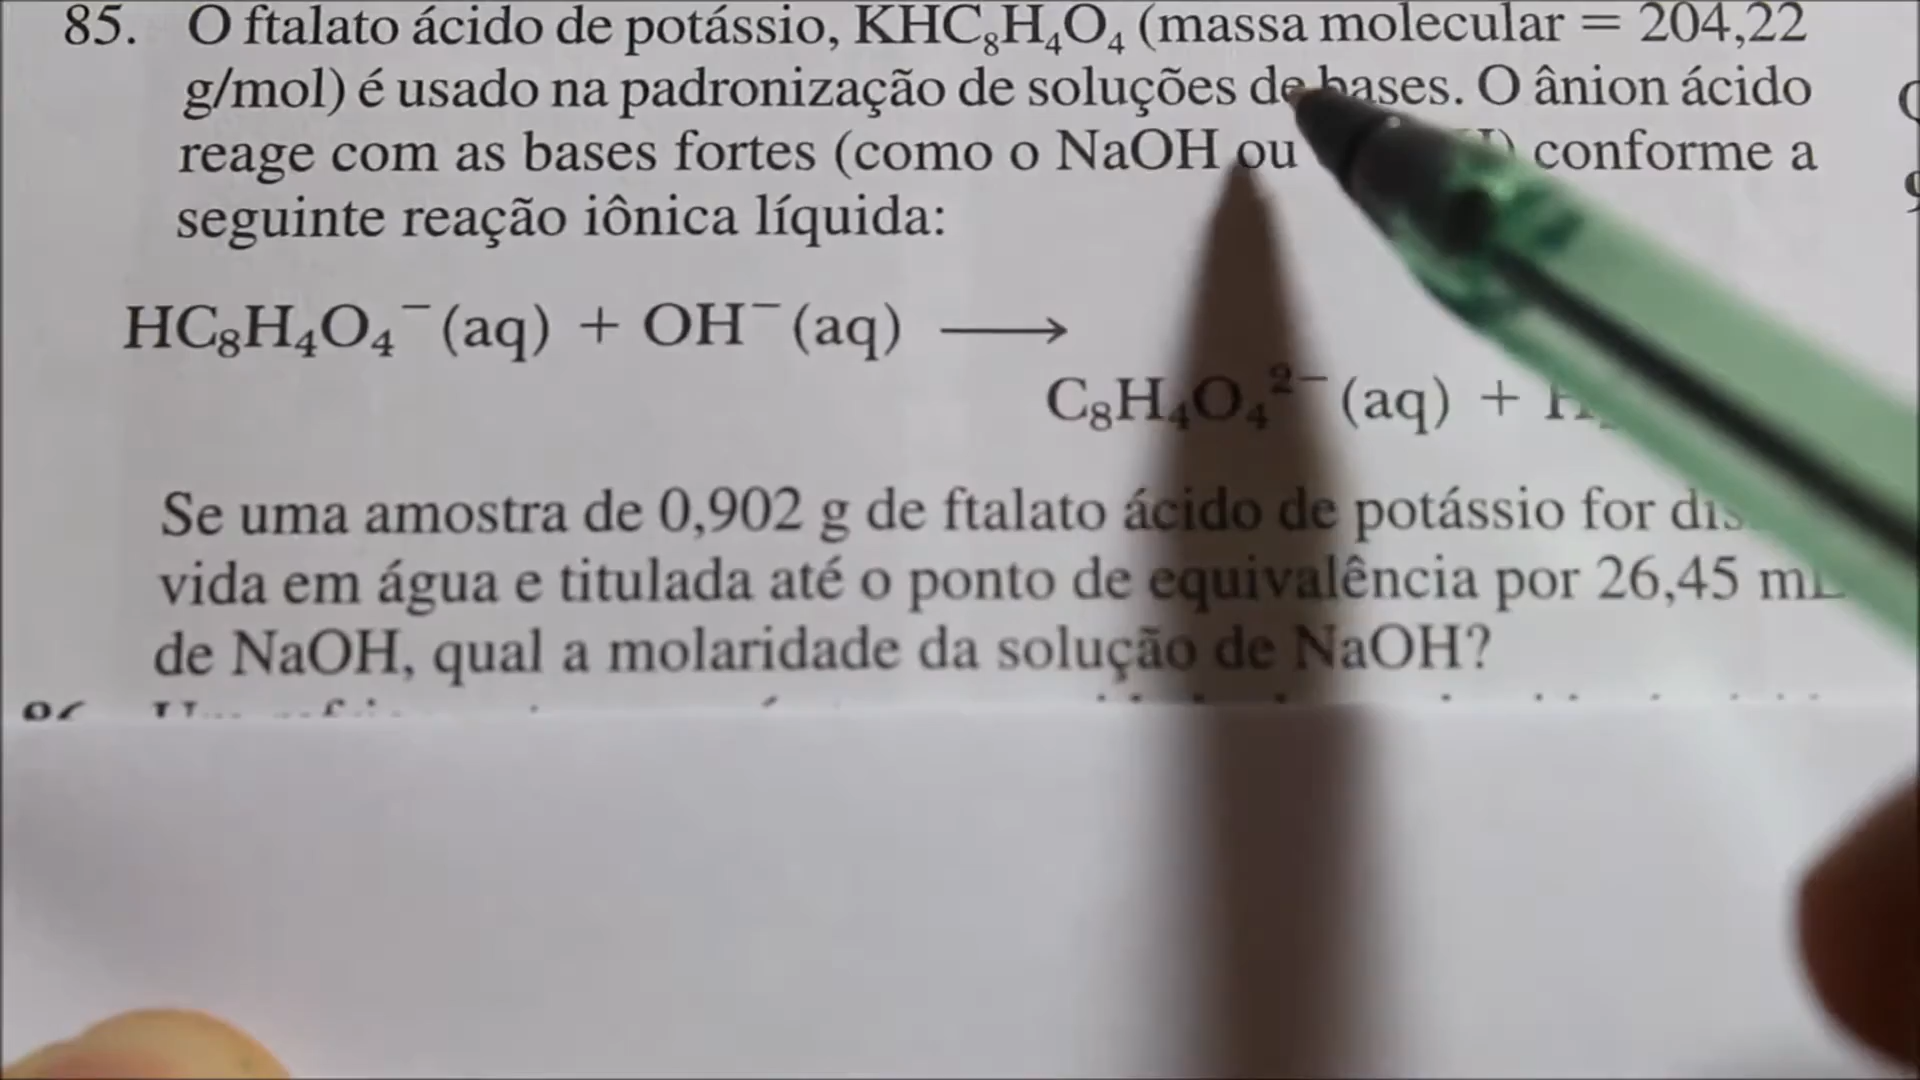 85. O ftalato ácido de potássio, KHC₈H₄O₄ (massa molecular = 204,22
g/mol) é usado na padronização de soluções de bases. O ânion ácido
reage com as bases fortes (como o NaOH ou conforme a
seguinte reação iônica líquida:
HC₈H₄O₄⁻(aq) + OH⁻(aq) ⟶
C₈H₄O₄²⁻(aq) +
Se uma amostra de 0,902 g de ftalato ácido de potássio for
vida em água e titulada até o ponto de equivalência por 26,45 mL
de NaOH, qual a molaridade da solução de NaOH?